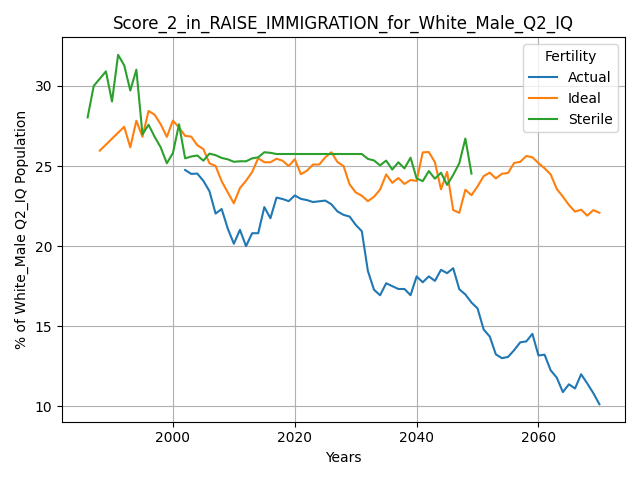 Score_2_in_RAISE_IMMIGRATION_for_White_Male_Q2_IQ
% of White_Male Q2_IQ Population
30
25
20
15
10
Fertility
Actual
Ideal
Sterile
2000
2020
2040
2060
Years